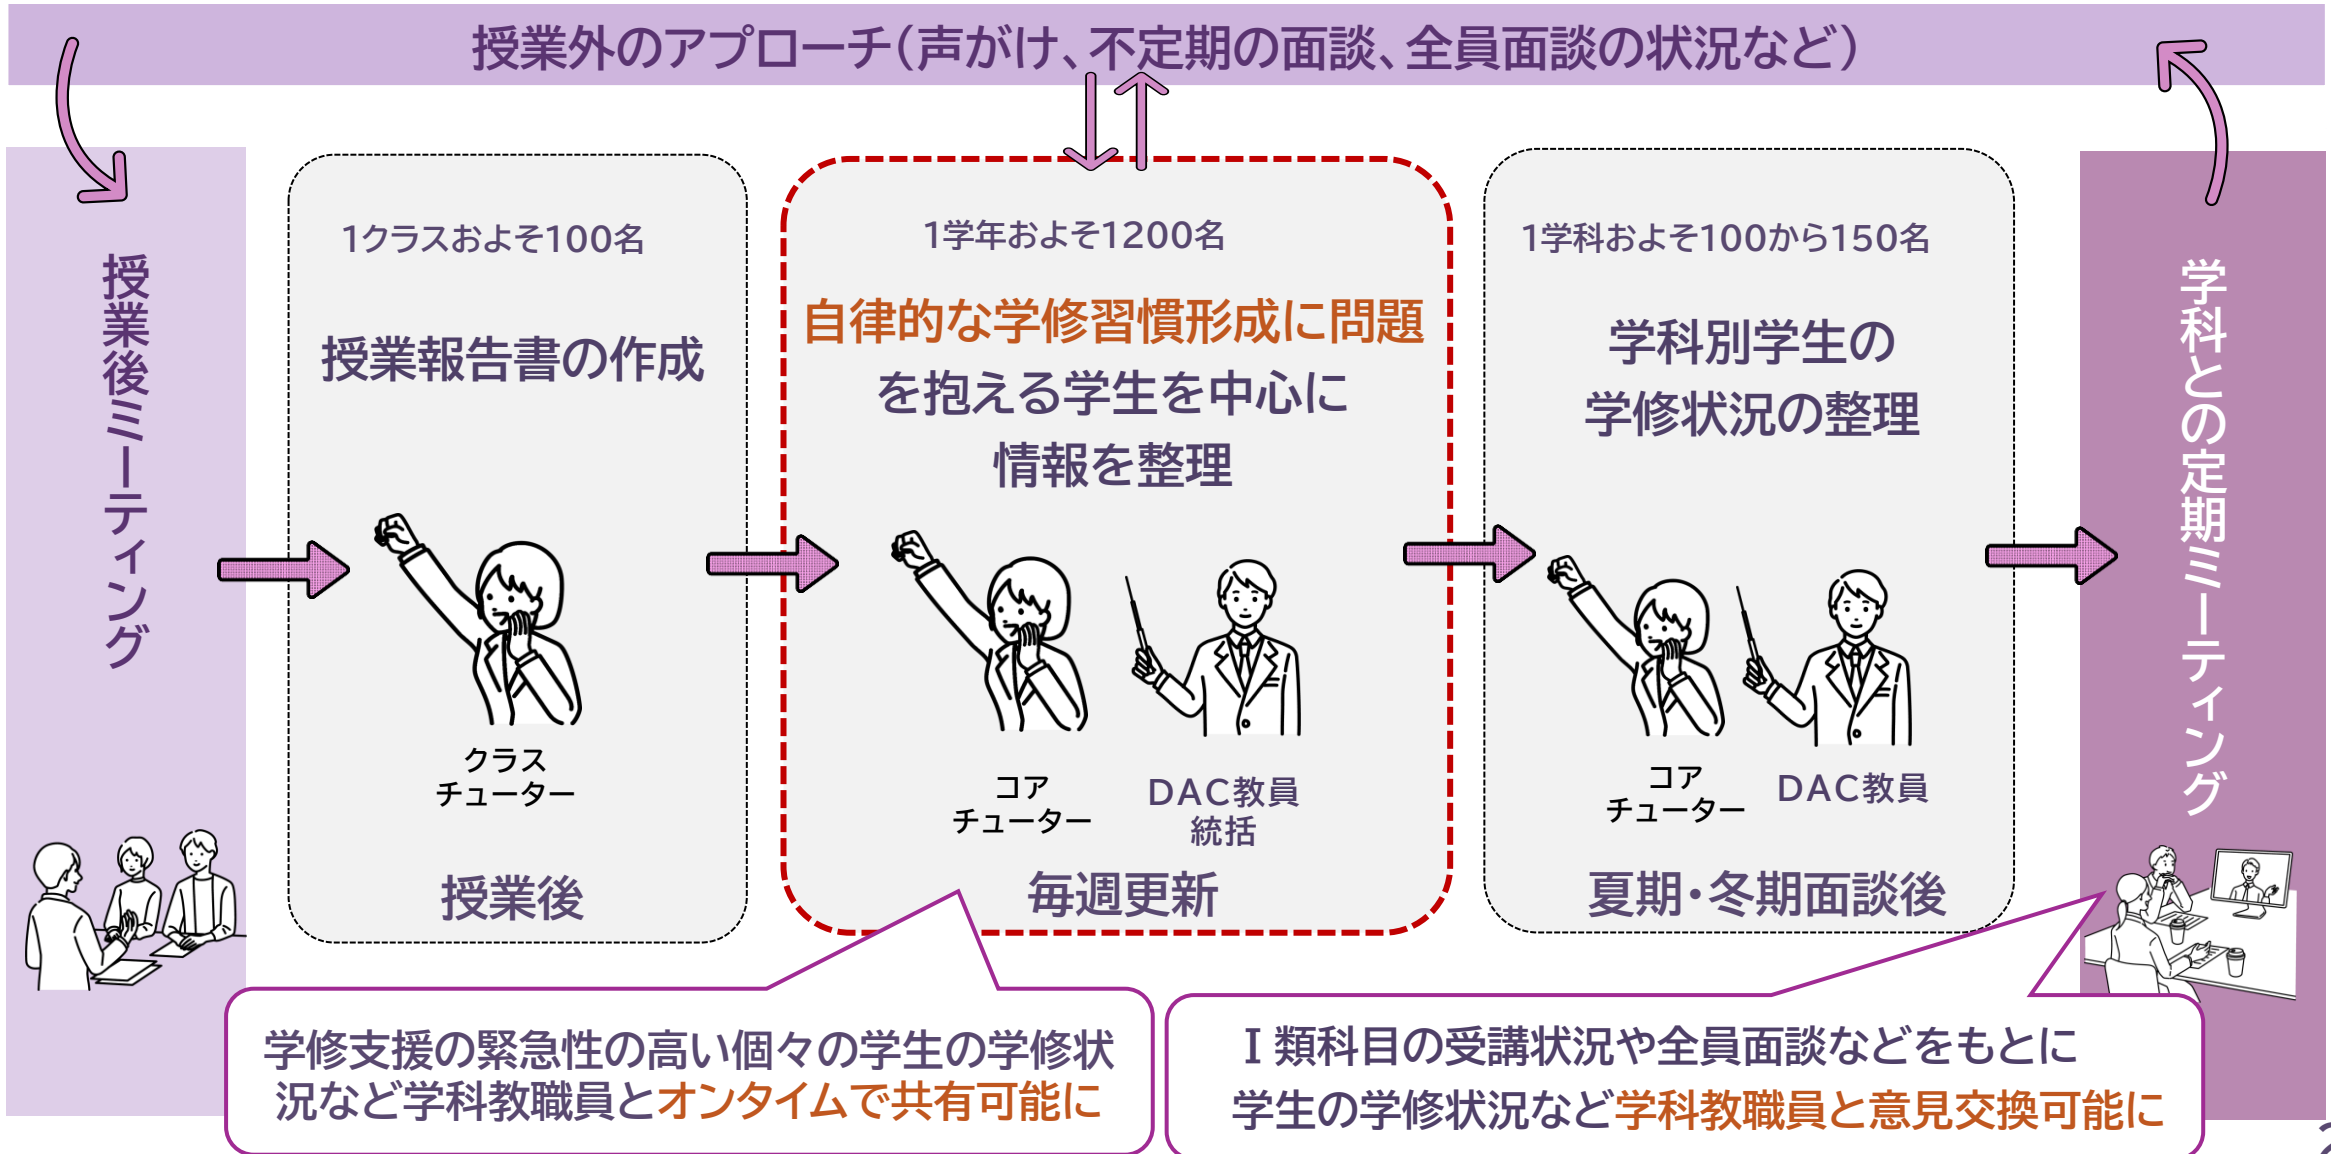 授業外のアプローチ(声がけ、不定期の面談、全員面談の状況など)
授業後ミーティング
1クラスおよそ100名
授業報告書の作成
クラス
チューター
授業後
1学年およそ1200名
自律的な学修習慣形成に問題
を抱える学生を中心に
情報を整理
コア
チューター
DAC教員
統括
毎週更新
1学科およそ100から150名
学科別学生の
学修状況の整理
コア
チューター
DAC教員
夏期・冬期面談後
学科との定期ミーティング
学修支援の緊急性の高い個々の学生の学修状
況など学科教職員とオンタイムで共有可能に
Ⅰ類科目の受講状況や全員面談などをもとに
学生の学修状況など学科教職員と意見交換可能に